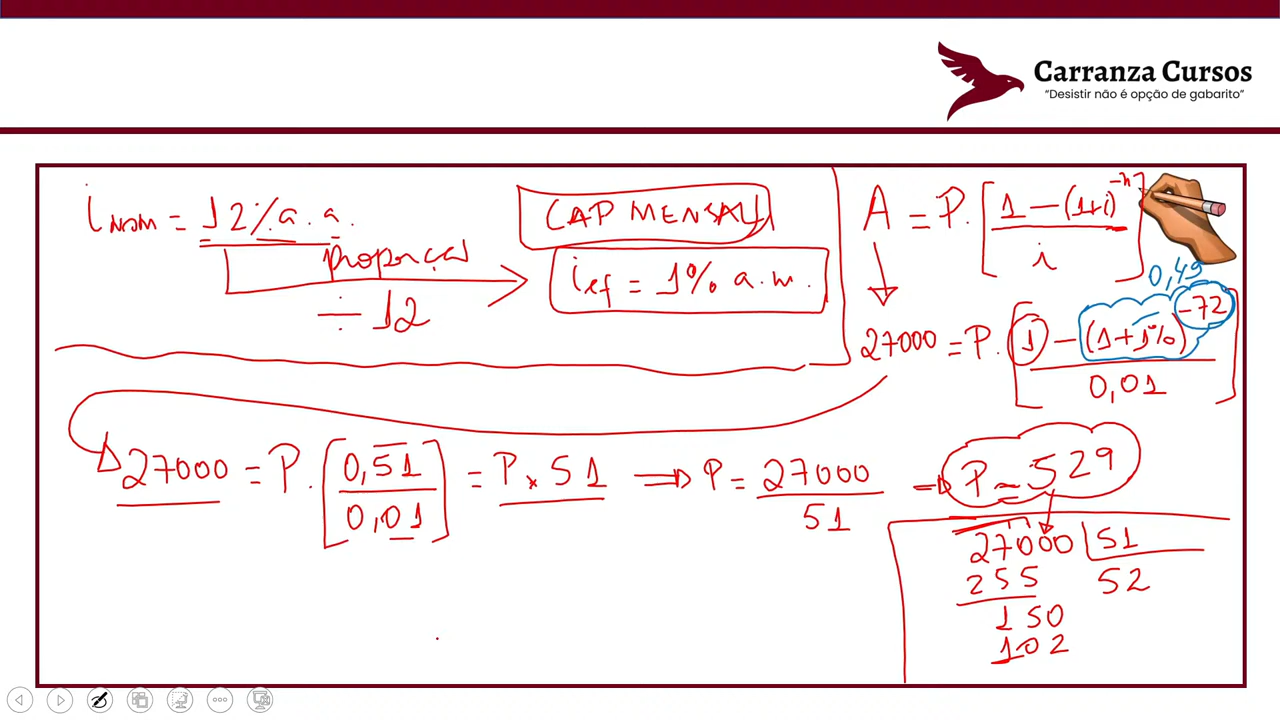 Carranza Cursos
“Desistir não é opção de gabarito”
i nom = 12% a. a.
proporçao
÷ 12
CAP MENSAL
i ef = 1% a.m.
A = P. [1 - (1+i)^-n / i]
0,49
27000 = P. [1 - (1+1%)^-72 / 0,01]
27000 = P. [0,51 / 0,01] = P x 51 ⇒ P = 27000 / 51 ⇒ P ≃ 529
27000 | 51
255 52
150
102